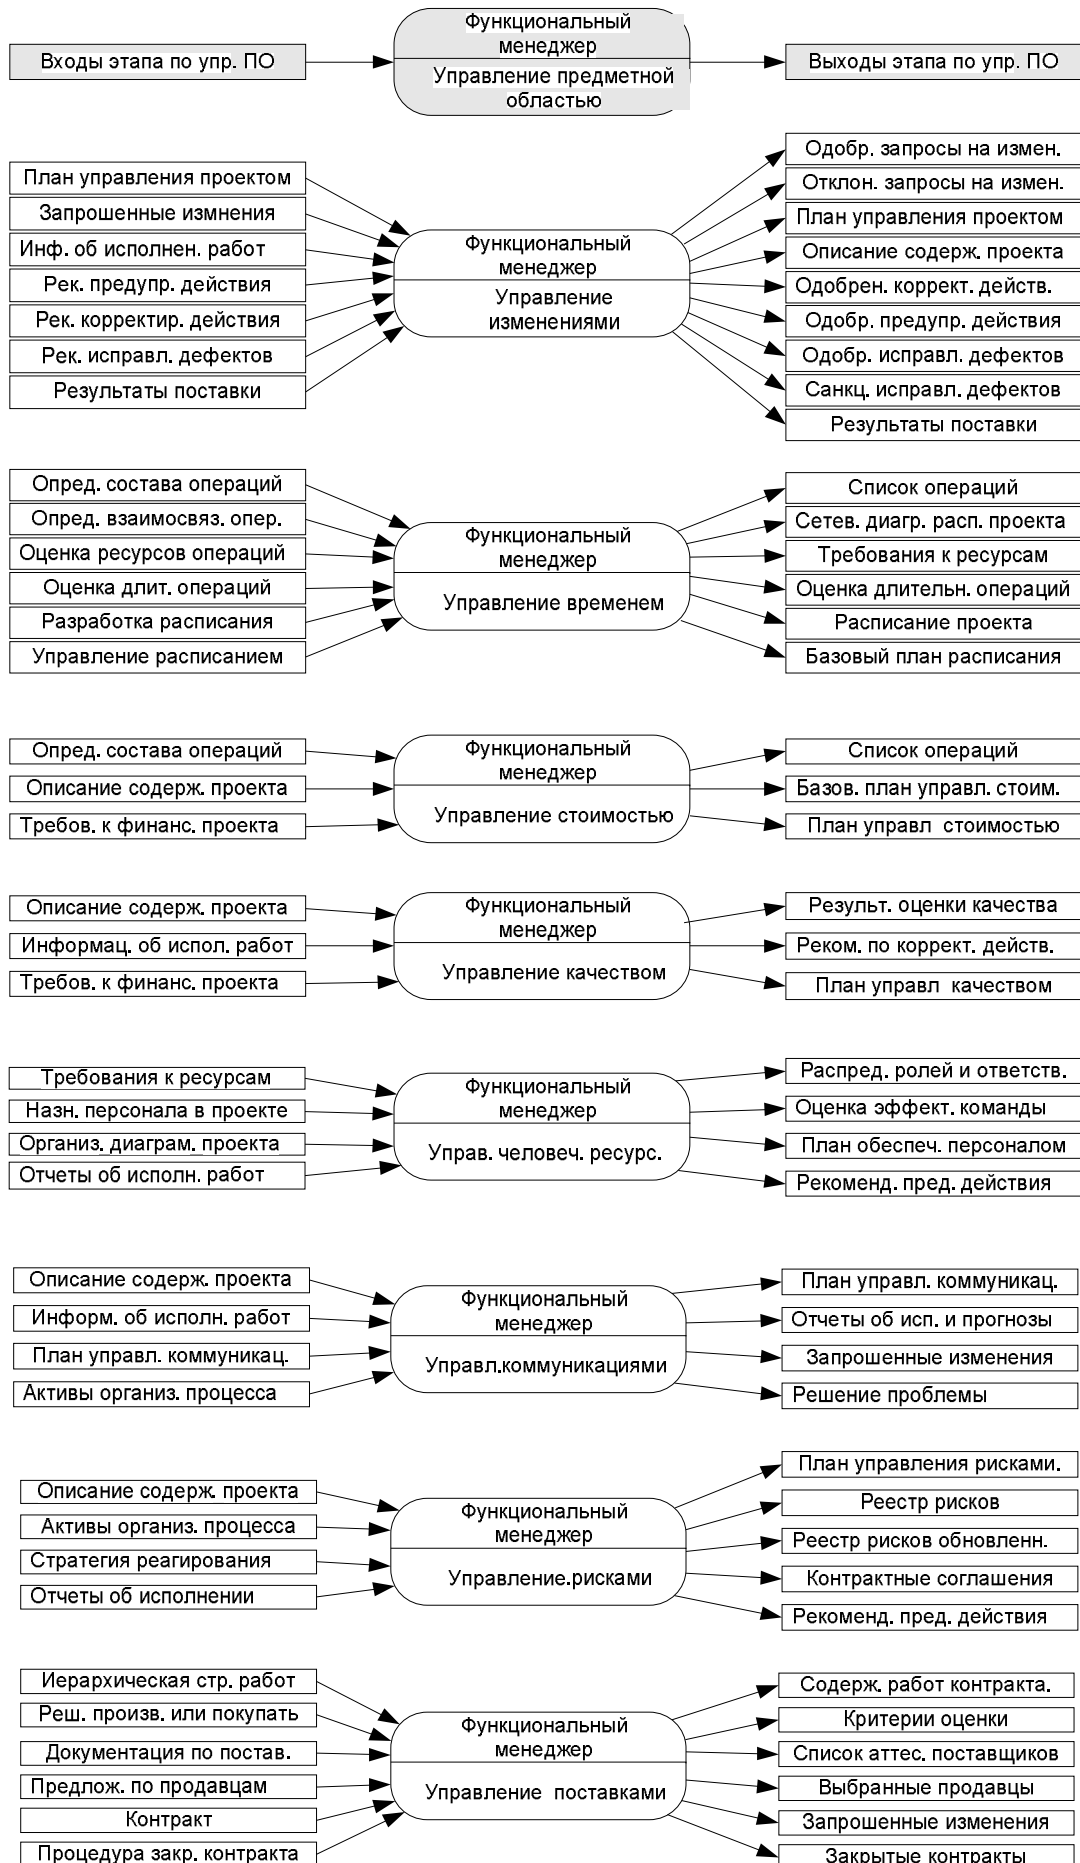 Входы этапа по упр. ПО
Функциональный
менеджер
Управление предметной
областью
Выходы этапа по упр. ПО
План управления проектом
Запрошенные измнения
Инф. об исполнен. работ
Рек. предупр. действия
Рек. корректир. действия
Рек. исправл. дефектов
Результаты поставки
Функциональный
менеджер
Управление
изменениями
Одобр. запросы на измен.
Отклон. запросы на измен.
План управления проектом
Описание содерж. проекта
Одобрен. коррект. действ.
Одобр. предупр. действия
Одобр. исправл. дефектов
Санкц. исправл. дефектов
Результаты поставки
Опред. состава операций
Опред. взаимосвяз. опер.
Оценка ресурсов операций
Оценка длит. операций
Разработка расписания
Управление расписанием
Функциональный
менеджер
Управление временем
Список операций
Сетев. диагр. расп. проекта
Требования к ресурсам
Оценка длительн. операций
Расписание проекта
Базовый план расписания
Опред. состава операций
Описание содерж. проекта
Требов. к финанс. проекта
Функциональный
менеджер
Управление стоимостью
Список операций
Базов. план управл. стоим.
План управл стоимостью
Описание содерж. проекта
Информац. об испол. работ
Требов. к финанс. проекта
Функциональный
менеджер
Управление качеством
Результ. оценки качества
Реком. по коррект. действ.
План управл качеством
Требования к ресурсам
Назн. персонала в проекте
Организ. диаграм. проекта
Отчеты об исполн. работ
Функциональный
менеджер
Управ. человеч. ресурс.
Распред. ролей и ответств.
Оценка эффект. команды
План обеспеч. персоналом
Рекоменд. пред. действия
Описание содерж. проекта
Информ. об исполн. работ
План управл. коммуникац.
Активы организ. процесса
Функциональный
менеджер
Управл.коммуникациями
План управл. коммуникац.
Отчеты об исп. и прогнозы
Запрошенные изменения
Решение проблемы
Описание содерж. проекта
Активы организ. процесса
Стратегия реагирования
Отчеты об исполнении
Функциональный
менеджер
Управление.рисками
План управления рисками.
Реестр рисков
Реестр рисков обновленн.
Контрактные соглашения
Рекоменд. пред. действия
Иерархическая стр. работ
Реш. произв. или покупать
Документация по постав.
Предлож. по продавцам
Контракт
Процедура закр. контракта
Функциональный
менеджер
Управление поставками
Содерж. работ контракта.
Критерии оценки
Список аттес. поставщиков
Выбранные продавцы
Запрошенные изменения
Закрытые контракты